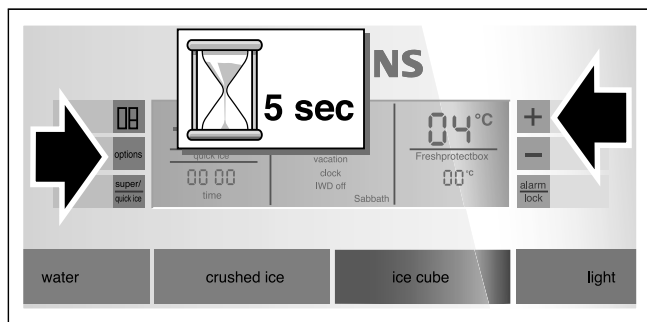 NS
5 sec
+
04 °C
options
quick ice
vacation
Freshprotectbox
-
00 00
clock
00 °C
super/
quick ice
time
IWD off
Sabbath
alarm
lock
water
crushed ice
ice cube
light